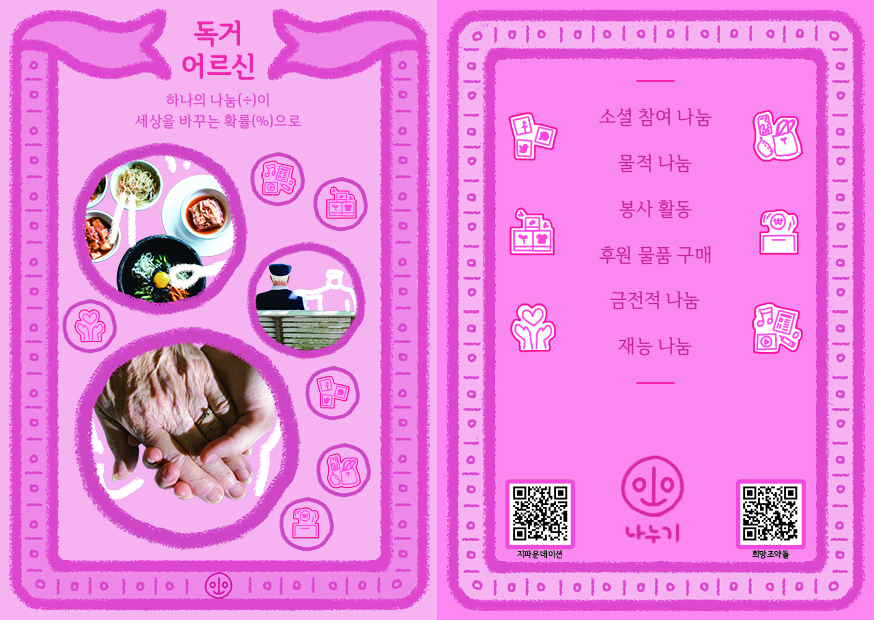 독거
어르신
하나의 나눔(÷)이
세상을 바꾸는 확률(%)으로
소셜 참여 나눔
물적 나눔
봉사 활동
후원 물품 구매
금전적 나눔
재능 나눔
나누기
지파운데이션
희망조약돌